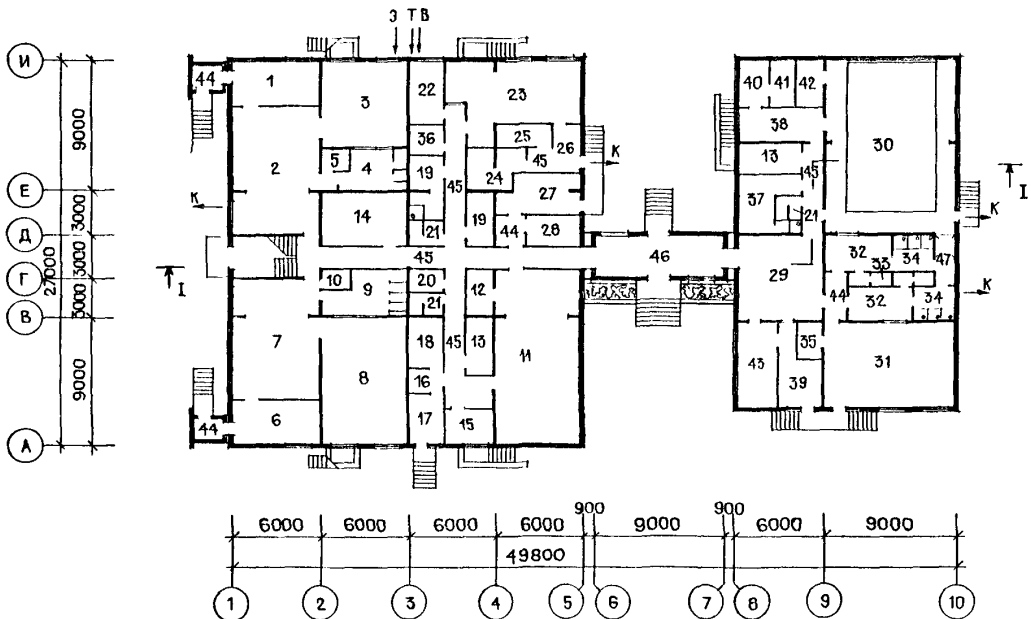 Э Т В
И
44 1 3 22 23 40 41 42
36 25 26 38 30
9000 2 5 4 19 45 24 45 К 13 45 I
Е
К 14 27 37
3000 21 19 44 28 21 К
Д
3000 45 46 29 32 33 34 47
27000
Г
I 10 9 20 12 44 32 34 К
3000 21
В
7 18 45 13 11 35 31
8 16 43 39
9000 6 17 15
44
А
6000 6000 6000 6000 900 9000 900 6000 9000
49800
1 2 3 4 5 6 7 8 9 10